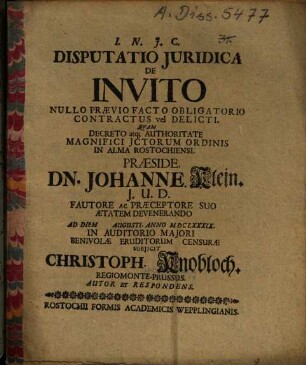 A. Diss. 5477
I. N. J. C.
DISPUTATIO JURIDICA
DE
INVITO
NULLO PRÆVIO FACTO OBLIGATORIO
CONTRACTUS vel DELICTI.
QUAM
DECRETO atq; AUTHORITATE
MAGNIFICI JCTORUM ORDINIS
IN ALMA ROSTOCHIENSI.
PRÆSIDE.
DN. JOHANNE. Klein.
J. U. D.
FAUTORE AC PRÆCEPTORE SUO
ÆTATEM DEVENERANDO
AD DIEM AUGUSTI. ANNO MDCLXXXIX.
IN AUDITORIO MAJORI
BENIVOLÆ ERUDITORUM CENSURÆ
SUBJICIT
CHRISTOPH. Knobloch.
REGIOMONTE-PRUSSUS.
AUTOR ET RESPONDENS.
ROSTOCHII FORMIS ACADEMICIS WEPPLINGIANIS.